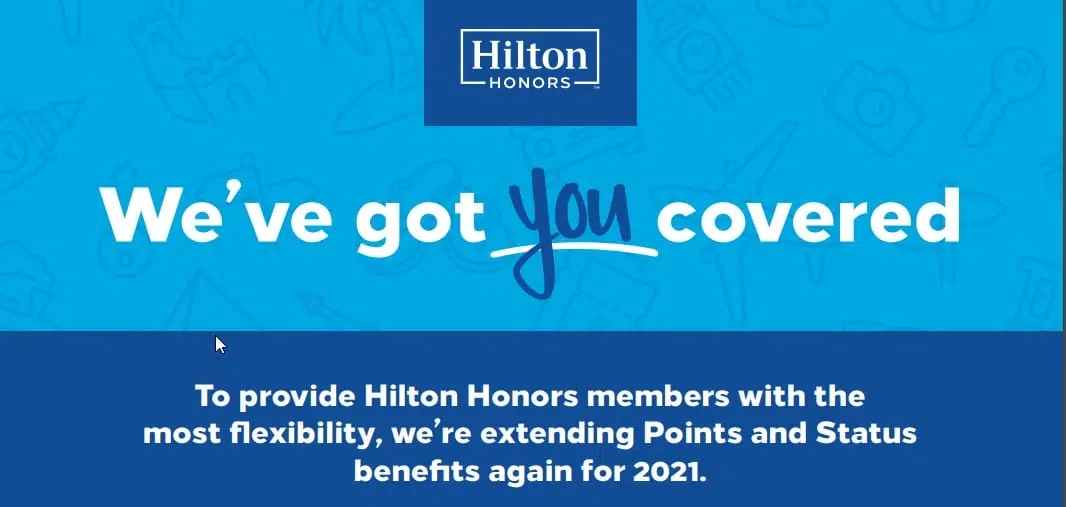 Hilton
HONORS
We've got you covered
To provide Hilton Honors members with the
most flexibility, we're extending Points and Status
benefits again for 2021.